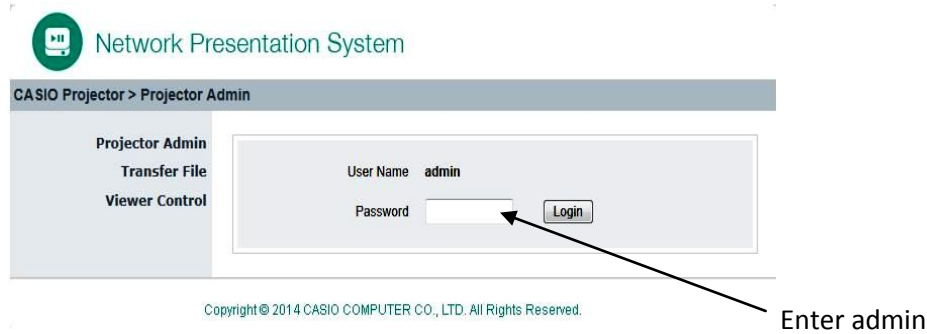 Network Presentation System
CASIO Projector > Projector Admin
Projector Admin
Transfer File
Viewer Control
User Name admin
Password
Login
Copyright © 2014 CASIO COMPUTER CO., LTD. All Rights Reserved.
Enter admin